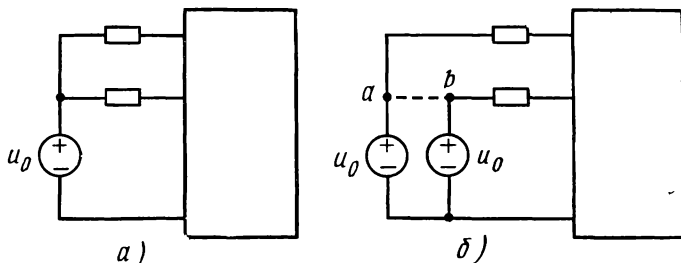 a b
+ + +
u₀ u₀ u₀
− − −
а) б)